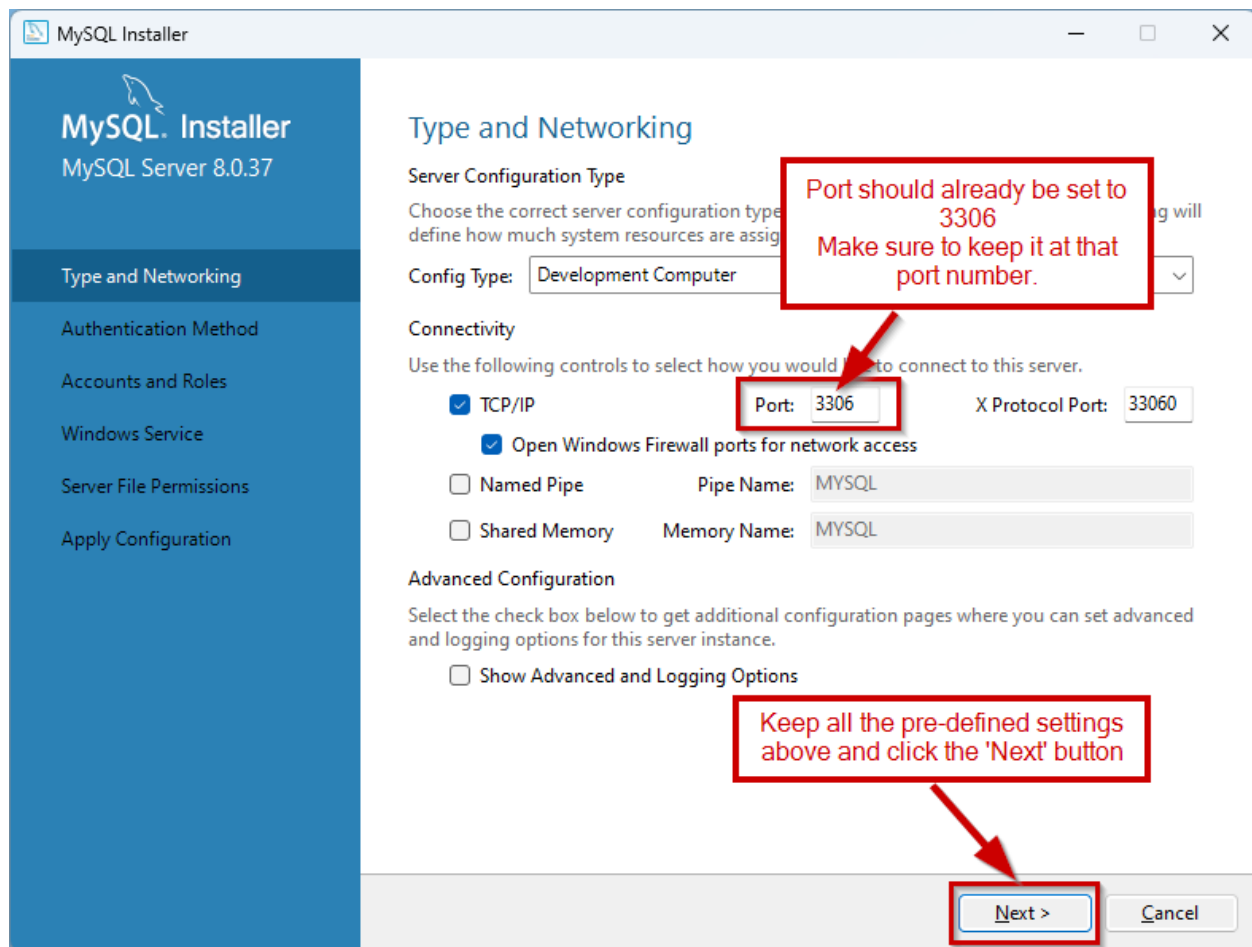 MySQL Installer
MySQL. Installer
MySQL Server 8.0.37
Type and Networking
Authentication Method
Accounts and Roles
Windows Service
Server File Permissions
Apply Configuration
Type and Networking
Server Configuration Type
Choose the correct server configuration type g will
define how much system resources are assig
Config Type: Development Computer
Port should already be set to
3306
Make sure to keep it at that
port number.
Connectivity
Use the following controls to select how you would to connect to this server.
TCP/IP Port: 3306 X Protocol Port: 33060
Open Windows Firewall ports for network access
Named Pipe Pipe Name: MYSQL
Shared Memory Memory Name: MYSQL
Advanced Configuration
Select the check box below to get additional configuration pages where you can set advanced
and logging options for this server instance.
Show Advanced and Logging Options
Keep all the pre-defined settings
above and click the 'Next' button
Next > Cancel